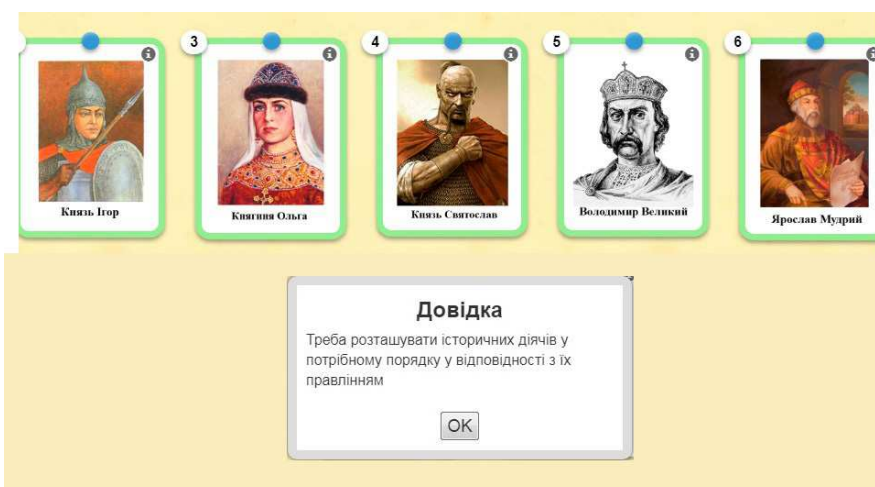 3
4
5
6
Князь Ігор
Княгиня Ольга
Князь Святослав
Володимир Великий
Ярослав Мудрий
Довідка
Треба розташувати історичних діячів у
потрібному порядку у відповідності з їх
правлінням
OK